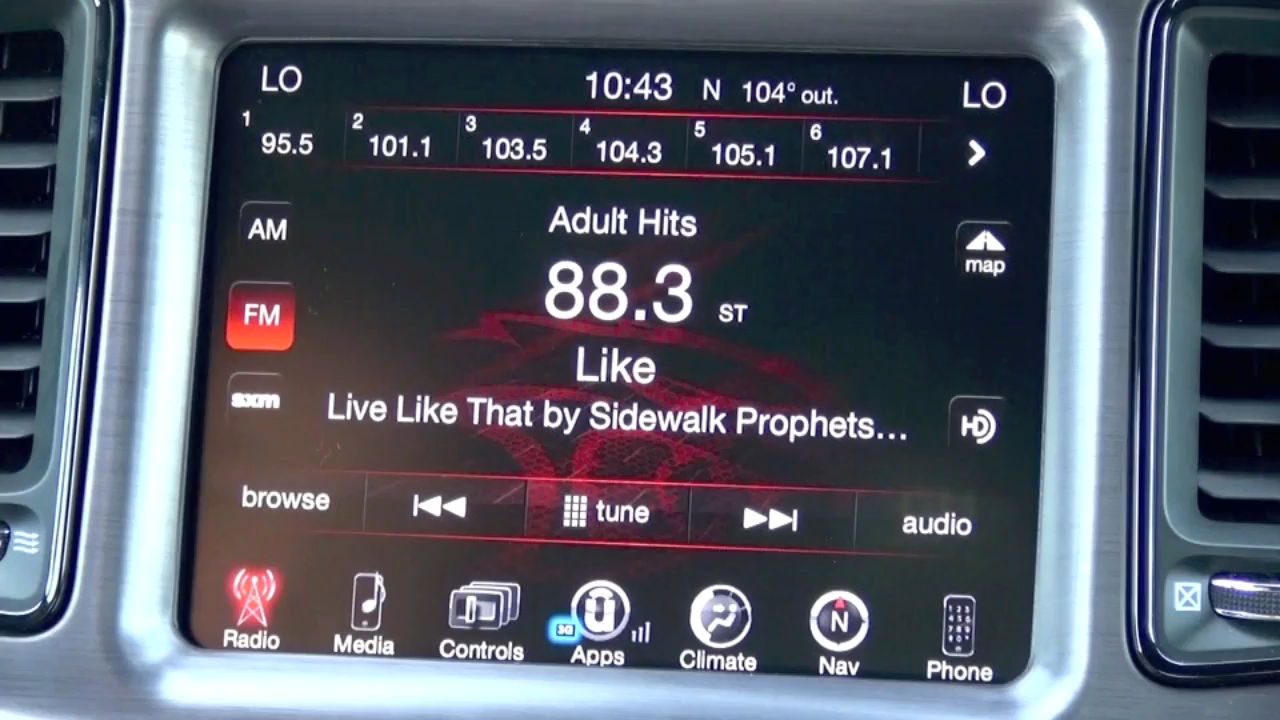 LO 10:43 N 104° out. LO
1 95.5 2 101.1 3 103.5 4 104.3 5 105.1 6 107.1
Adult Hits
AM
map
88.3 ST
FM
Like
sxm
Live Like That by Sidewalk Prophets...
HD
browse tune audio
3G
N
Radio Media Controls Apps Climate Nav Phone